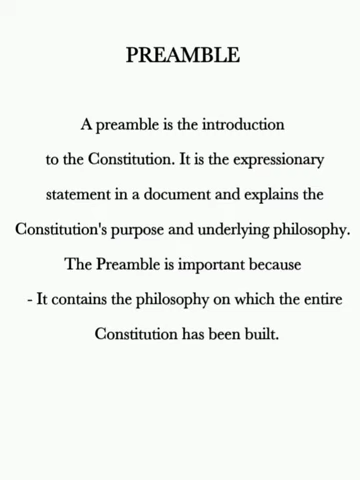 PREAMBLE
A preamble is the introduction
to the Constitution. It is the expressionary
statement in a document and explains the
Constitution's purpose and underlying philosophy.
The Preamble is important because
- It contains the philosophy on which the entire
Constitution has been built.